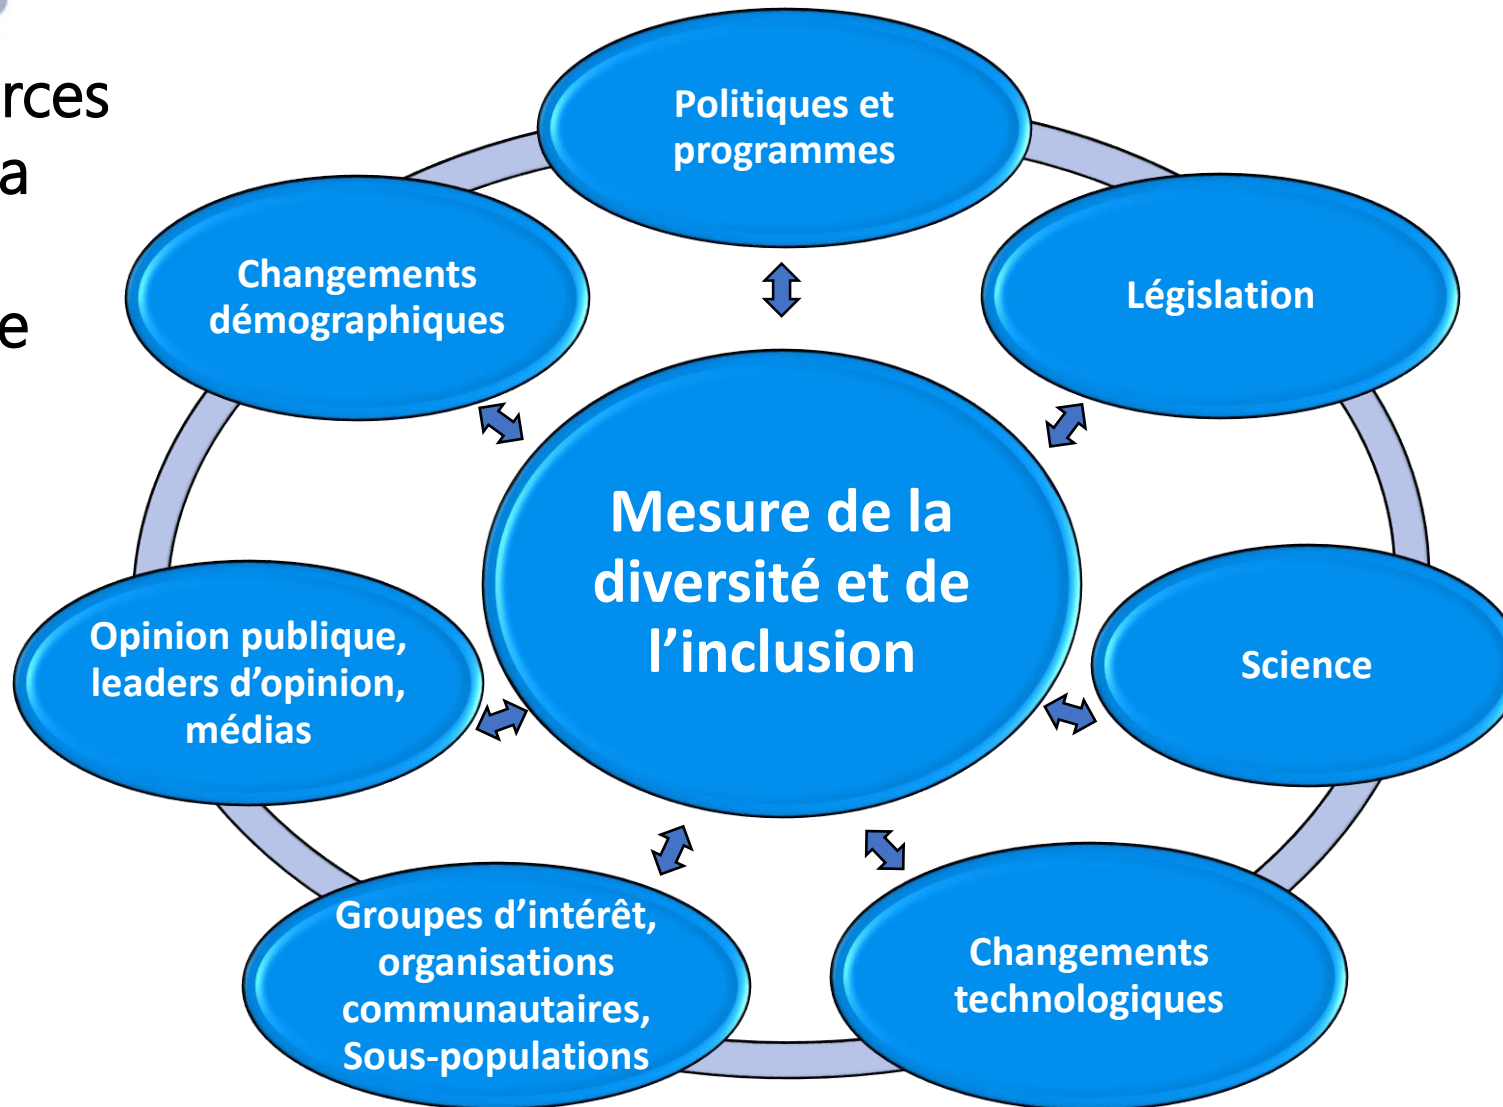 rces
a
e
Politiques et
programmes
Législation
Science
Changements
technologiques
Groupes d'intérêt,
organisations
communautaires,
Sous-populations
Opinion publique,
leaders d'opinion,
médias
Changements
démographiques
Mesure de la
diversité et de
l'inclusion